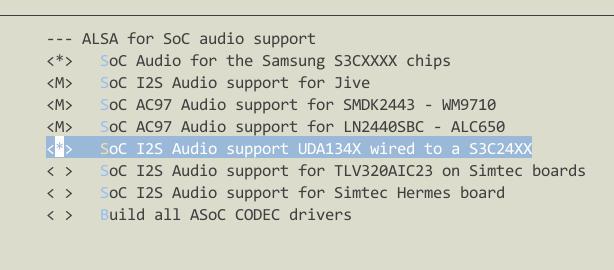 --- ALSA for SoC audio support
<*>   SoC Audio for the Samsung S3CXXXX chips
<M>   SoC I2S Audio support for Jive
<M>   SoC AC97 Audio support for SMDK2443 - WM9710
<M>   SoC AC97 Audio support for LN2440SBC - ALC650
<*>   SoC I2S Audio support UDA134X wired to a S3C24XX
< >   SoC I2S Audio support for TLV320AIC23 on Simtec boards
< >   SoC I2S Audio support for Simtec Hermes board
< >   Build all ASoC CODEC drivers